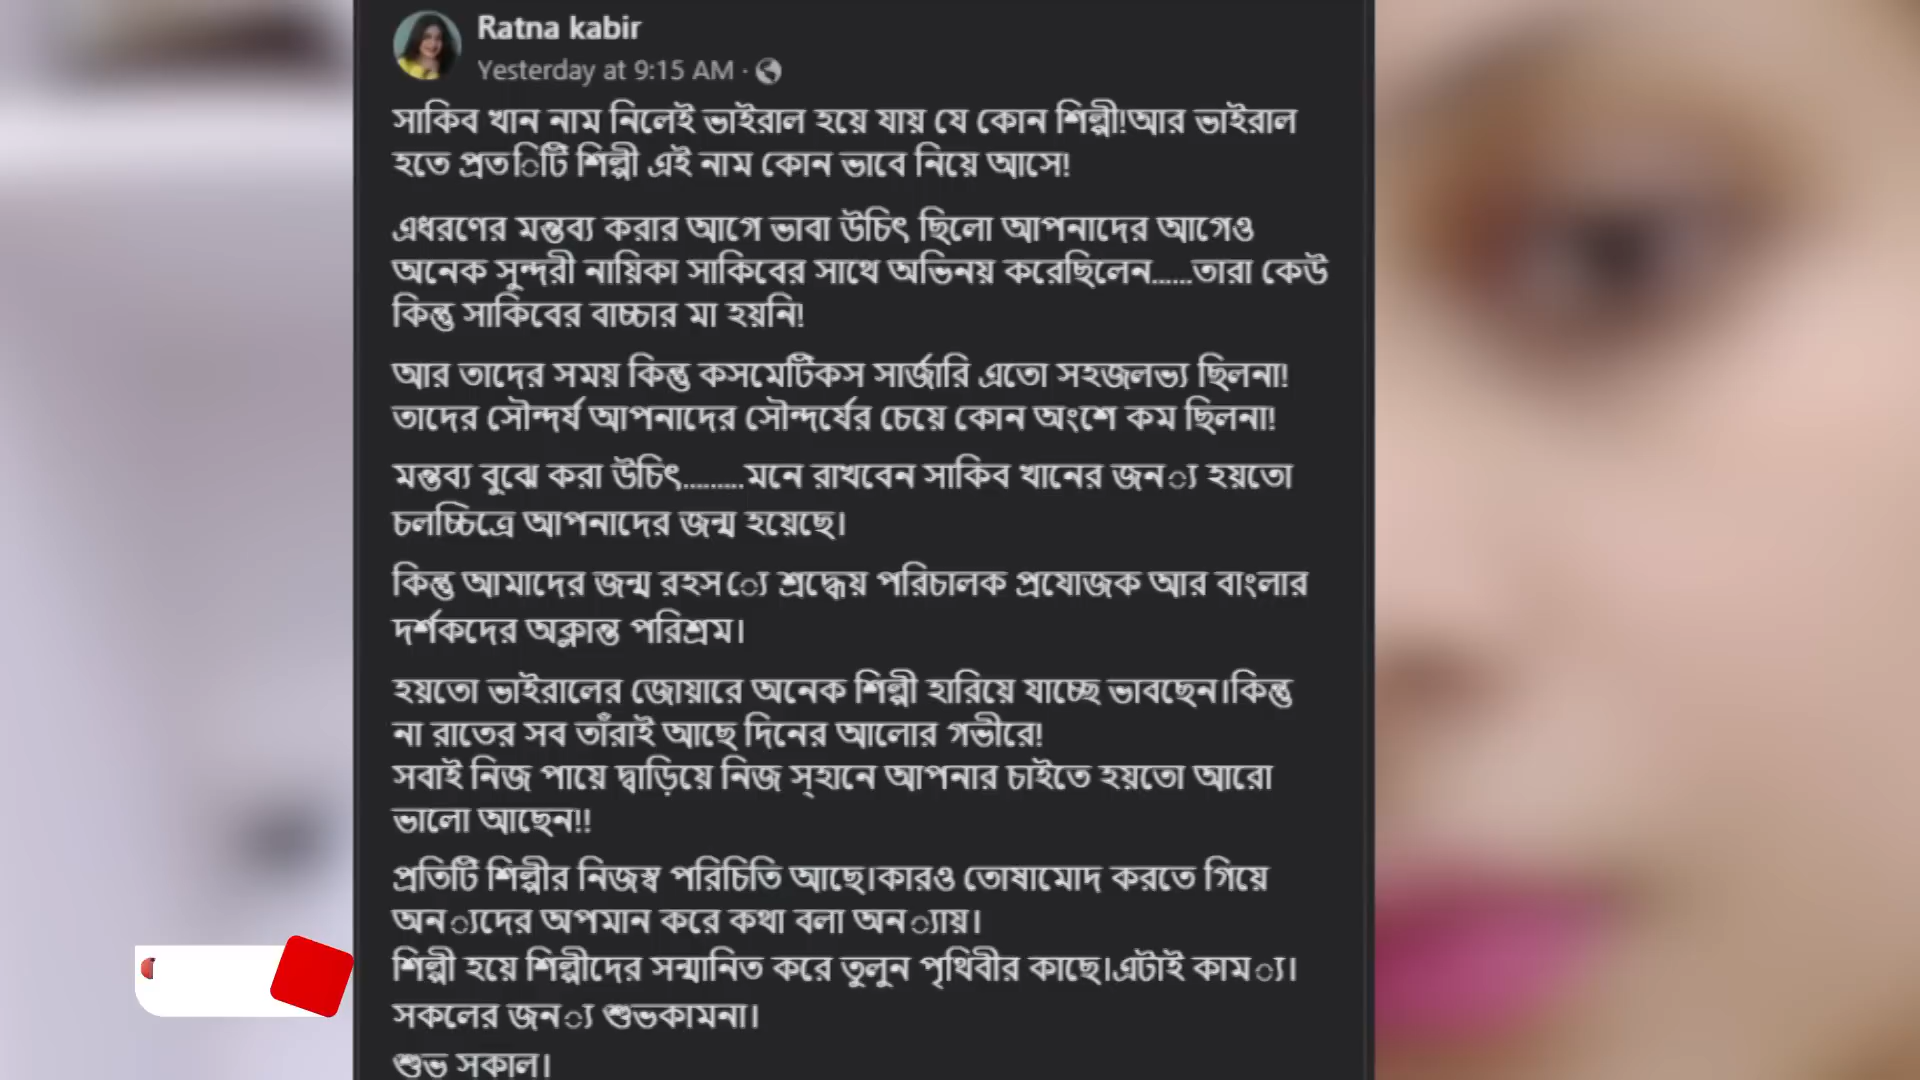 Ratna kabir
Yesterday at 9:15 AM ·
সাকিব খান নাম নিলেই ভাইরাল হয়ে যায় যে কোন শিল্পী!আর ভাইরাল
হতে প্রত িটি শিল্পী এই নাম কোন ভাবে নিয়ে আসে!
এধরণের মন্তব্য করার আগে ভাবা উচিৎ ছিলো আপনাদের আগেও
অনেক সুন্দরী নায়িকা সাকিবের সাথে অভিনয় করেছিলেন......তারা কেউ
কিন্তু সাকিবের বাচ্চার মা হয়নি!
আর তাদের সময় কিন্তু কসমেটিকস সার্জারি এতো সহজলভ্য ছিলনা!
তাদের সৌন্দর্য আপনাদের সৌন্দর্যের চেয়ে কোন অংশে কম ছিলনা!
মন্তব্য বুঝে করা উচিৎ.........মনে রাখবেন সাকিব খানের জন ্য হয়তো
চলচ্চিত্রে আপনাদের জন্ম হয়েছে।
কিন্তু আমাদের জন্ম রহস ্যে শ্রদ্ধেয় পরিচালক প্রযোজক আর বাংলার
দর্শকদের অক্লান্ত পরিশ্রম।
হয়তো ভাইরালের জোয়ারে অনেক শিল্পী হারিয়ে যাচ্ছে ভাবছেন।কিন্তু
না রাতের সব তাঁরাই আছে দিনের আলোর গভীরে!
সবাই নিজ পায়ে দ্বাড়িয়ে নিজ স্হানে আপনার চাইতে হয়তো আরো
ভালো আছেন!!
প্রতিটি শিল্পীর নিজস্ব পরিচিতি আছে।কারও তোষামোদ করতে গিয়ে
অন ্যদের অপমান করে কথা বলা অন ্যায়।
শিল্পী হয়ে শিল্পীদের সন্মানিত করে তুলুন পৃথিবীর কাছে।এটাই কাম ্য।
সকলের জন ্য শুভকামনা।
শুভ সকাল।